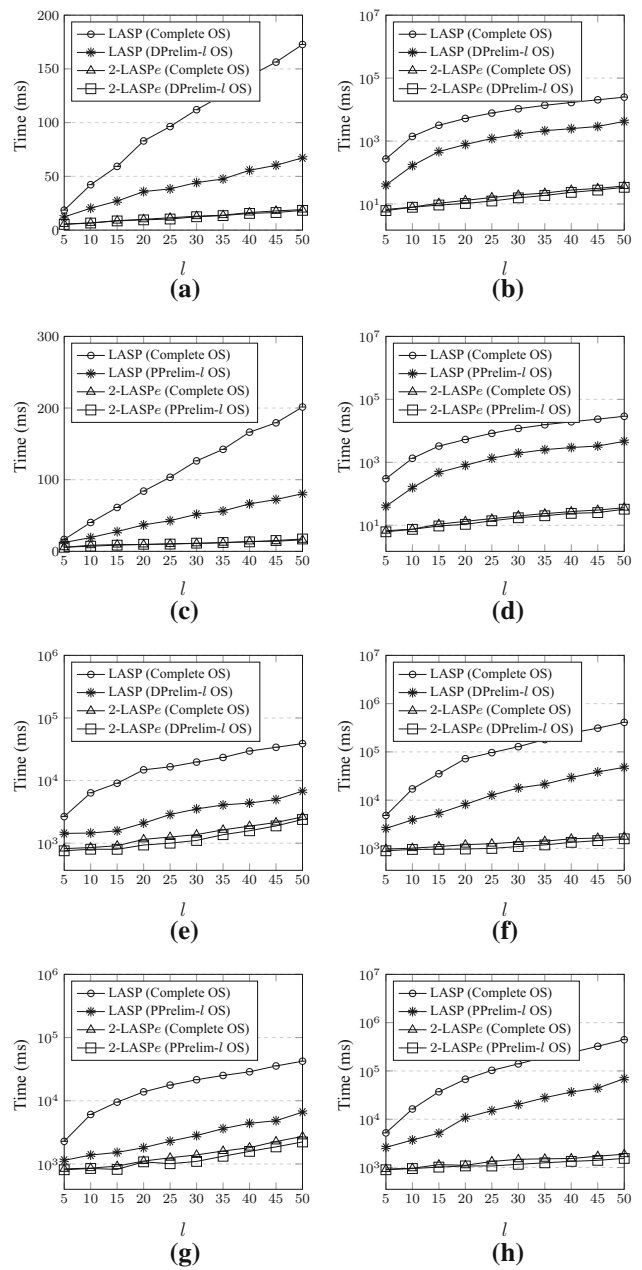 200
150
100
50
0
Time (ms)
LASP (Complete OS)
LASP (DPrelim-l OS)
2-LASPe (Complete OS)
2-LASPe (DPrelim-l OS)
5 10 15 20 25 30 35 40 45 50
l
(a)
10^7
10^5
10^3
10^1
Time (ms)
LASP (Complete OS)
LASP (DPrelim-l OS)
2-LASPe (Complete OS)
2-LASPe (DPrelim-l OS)
5 10 15 20 25 30 35 40 45 50
l
(b)
300
200
100
0
Time (ms)
LASP (Complete OS)
LASP (PPrelim-l OS)
2-LASPe (Complete OS)
2-LASPe (PPrelim-l OS)
5 10 15 20 25 30 35 40 45 50
l
(c)
10^7
10^5
10^3
10^1
Time (ms)
LASP (Complete OS)
LASP (PPrelim-l OS)
2-LASPe (Complete OS)
2-LASPe (PPrelim-l OS)
5 10 15 20 25 30 35 40 45 50
l
(d)
10^6
10^5
10^4
10^3
Time (ms)
LASP (Complete OS)
LASP (DPrelim-l OS)
2-LASPe (Complete OS)
2-LASPe (DPrelim-l OS)
5 10 15 20 25 30 35 40 45 50
l
(e)
10^7
10^6
10^5
10^4
10^3
Time (ms)
LASP (Complete OS)
LASP (DPrelim-l OS)
2-LASPe (Complete OS)
2-LASPe (DPrelim-l OS)
5 10 15 20 25 30 35 40 45 50
l
(f)
10^6
10^5
10^4
10^3
Time (ms)
LASP (Complete OS)
LASP (PPrelim-l OS)
2-LASPe (Complete OS)
2-LASPe (PPrelim-l OS)
5 10 15 20 25 30 35 40 45 50
l
(g)
10^7
10^6
10^5
10^4
10^3
Time (ms)
LASP (Complete OS)
LASP (PPrelim-l OS)
2-LASPe (Complete OS)
2-LASPe (PPrelim-l OS)
5 10 15 20 25 30 35 40 45 50
l
(h)